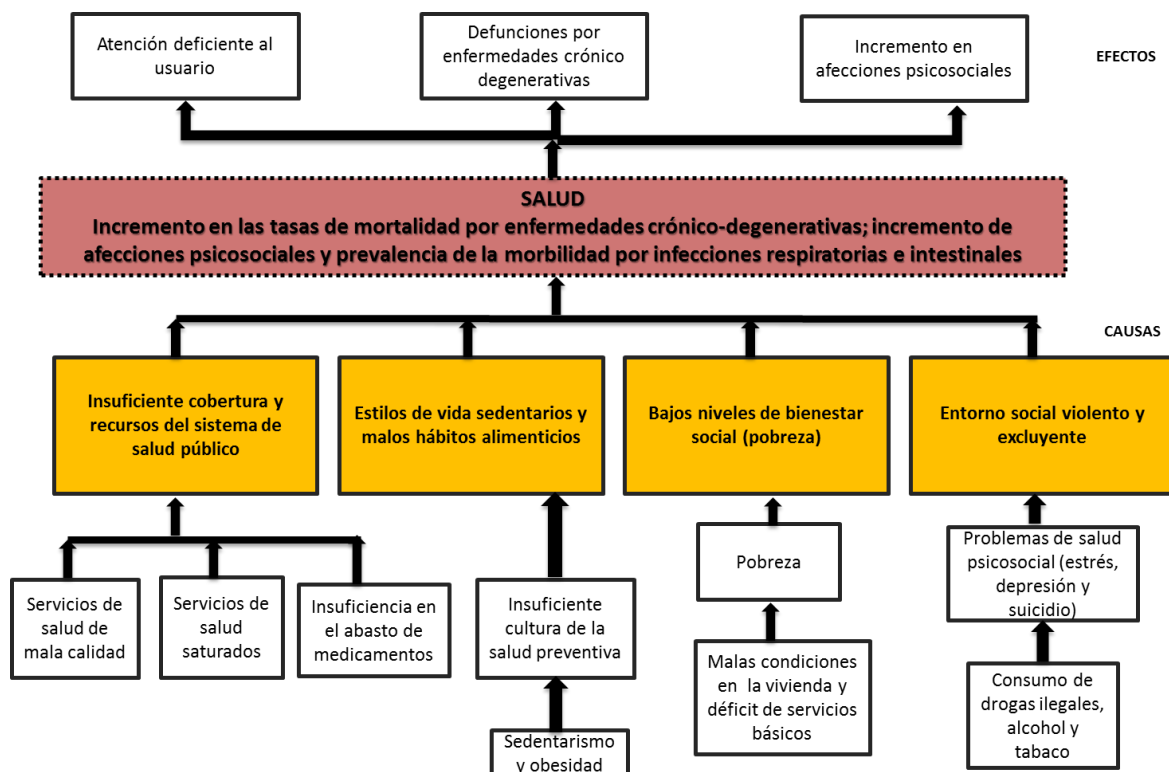 Atención deficiente al
usuario
Defunciones por
enfermedades crónico
degenerativas
Incremento en
afecciones psicosociales
EFECTOS
SALUD
Incremento en las tasas de mortalidad por enfermedades crónico-degenerativas; incremento de
afecciones psicosociales y prevalencia de la morbilidad por infecciones respiratorias e intestinales
CAUSAS
Insuficiente cobertura y
recursos del sistema de
salud público
Estilos de vida sedentarios y
malos hábitos alimenticios
Bajos niveles de bienestar
social (pobreza)
Entorno social violento y
excluyente
Servicios de
salud de
mala calidad
Servicios de
salud
saturados
Insuficiencia en
el abasto de
medicamentos
Insuficiente
cultura de la
salud preventiva
Sedentarismo
y obesidad
Pobreza
Malas condiciones
en la vivienda y
déficit de servicios
básicos
Problemas de salud
psicosocial (estrés,
depresión y
suicidio)
Consumo de
drogas ilegales,
alcohol y
tabaco